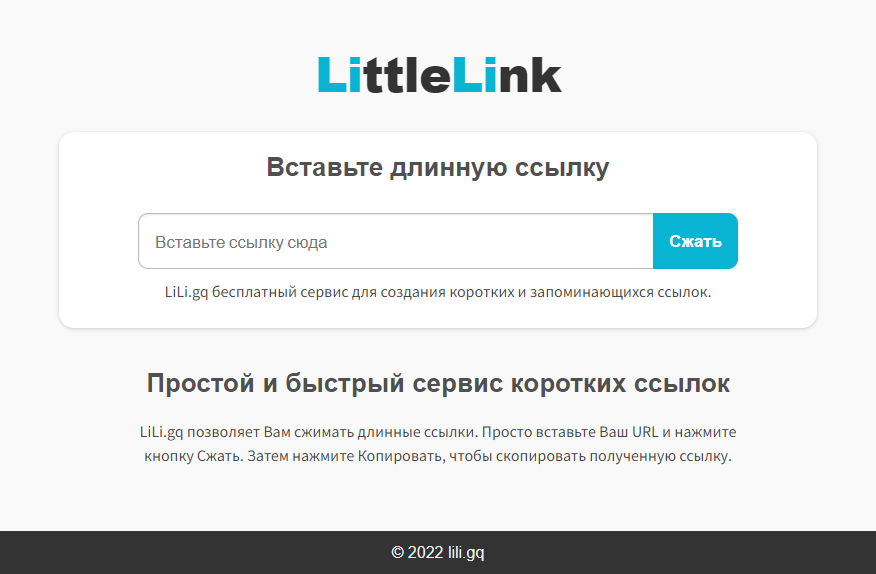 LittleLink
Вставьте длинную ссылку
Вставьте ссылку сюда
Сжать
LiLi.gq бесплатный сервис для создания коротких и запоминающихся ссылок.
Простой и быстрый сервис коротких ссылок
LiLi.gq позволяет Вам сжимать длинные ссылки. Просто вставьте Ваш URL и нажмите
кнопку Сжать. Затем нажмите Копировать, чтобы скопировать полученную ссылку.
© 2022 lili.gq